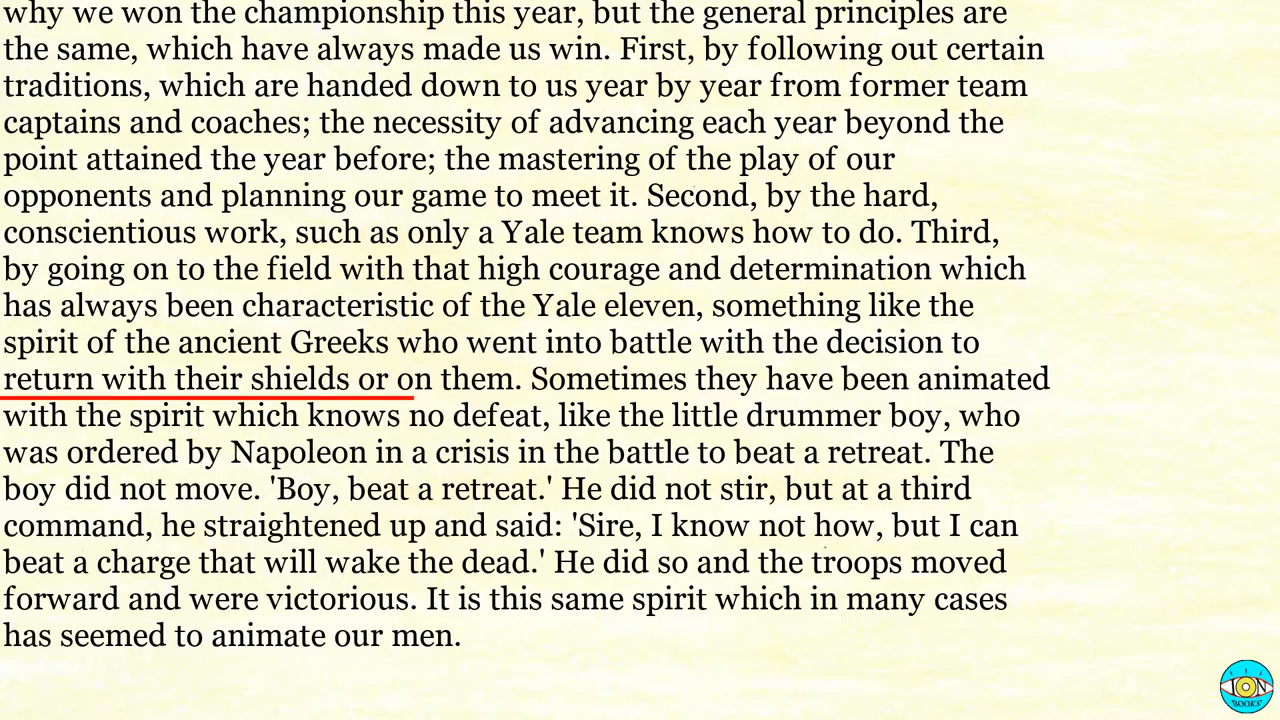 why we won the championship this year, but the general principles are
the same, which have always made us win. First, by following out certain
traditions, which are handed down to us year by year from former team
captains and coaches; the necessity of advancing each year beyond the
point attained the year before; the mastering of the play of our
opponents and planning our game to meet it. Second, by the hard,
conscientious work, such as only a Yale team knows how to do. Third,
by going on to the field with that high courage and determination which
has always been characteristic of the Yale eleven, something like the
spirit of the ancient Greeks who went into battle with the decision to
return with their shields or on them. Sometimes they have been animated
with the spirit which knows no defeat, like the little drummer boy, who
was ordered by Napoleon in a crisis in the battle to beat a retreat. The
boy did not move. 'Boy, beat a retreat.' He did not stir, but at a third
command, he straightened up and said: 'Sire, I know not how, but I can
beat a charge that will wake the dead.' He did so and the troops moved
forward and were victorious. It is this same spirit which in many cases
has seemed to animate our men.
ION
BOOKS